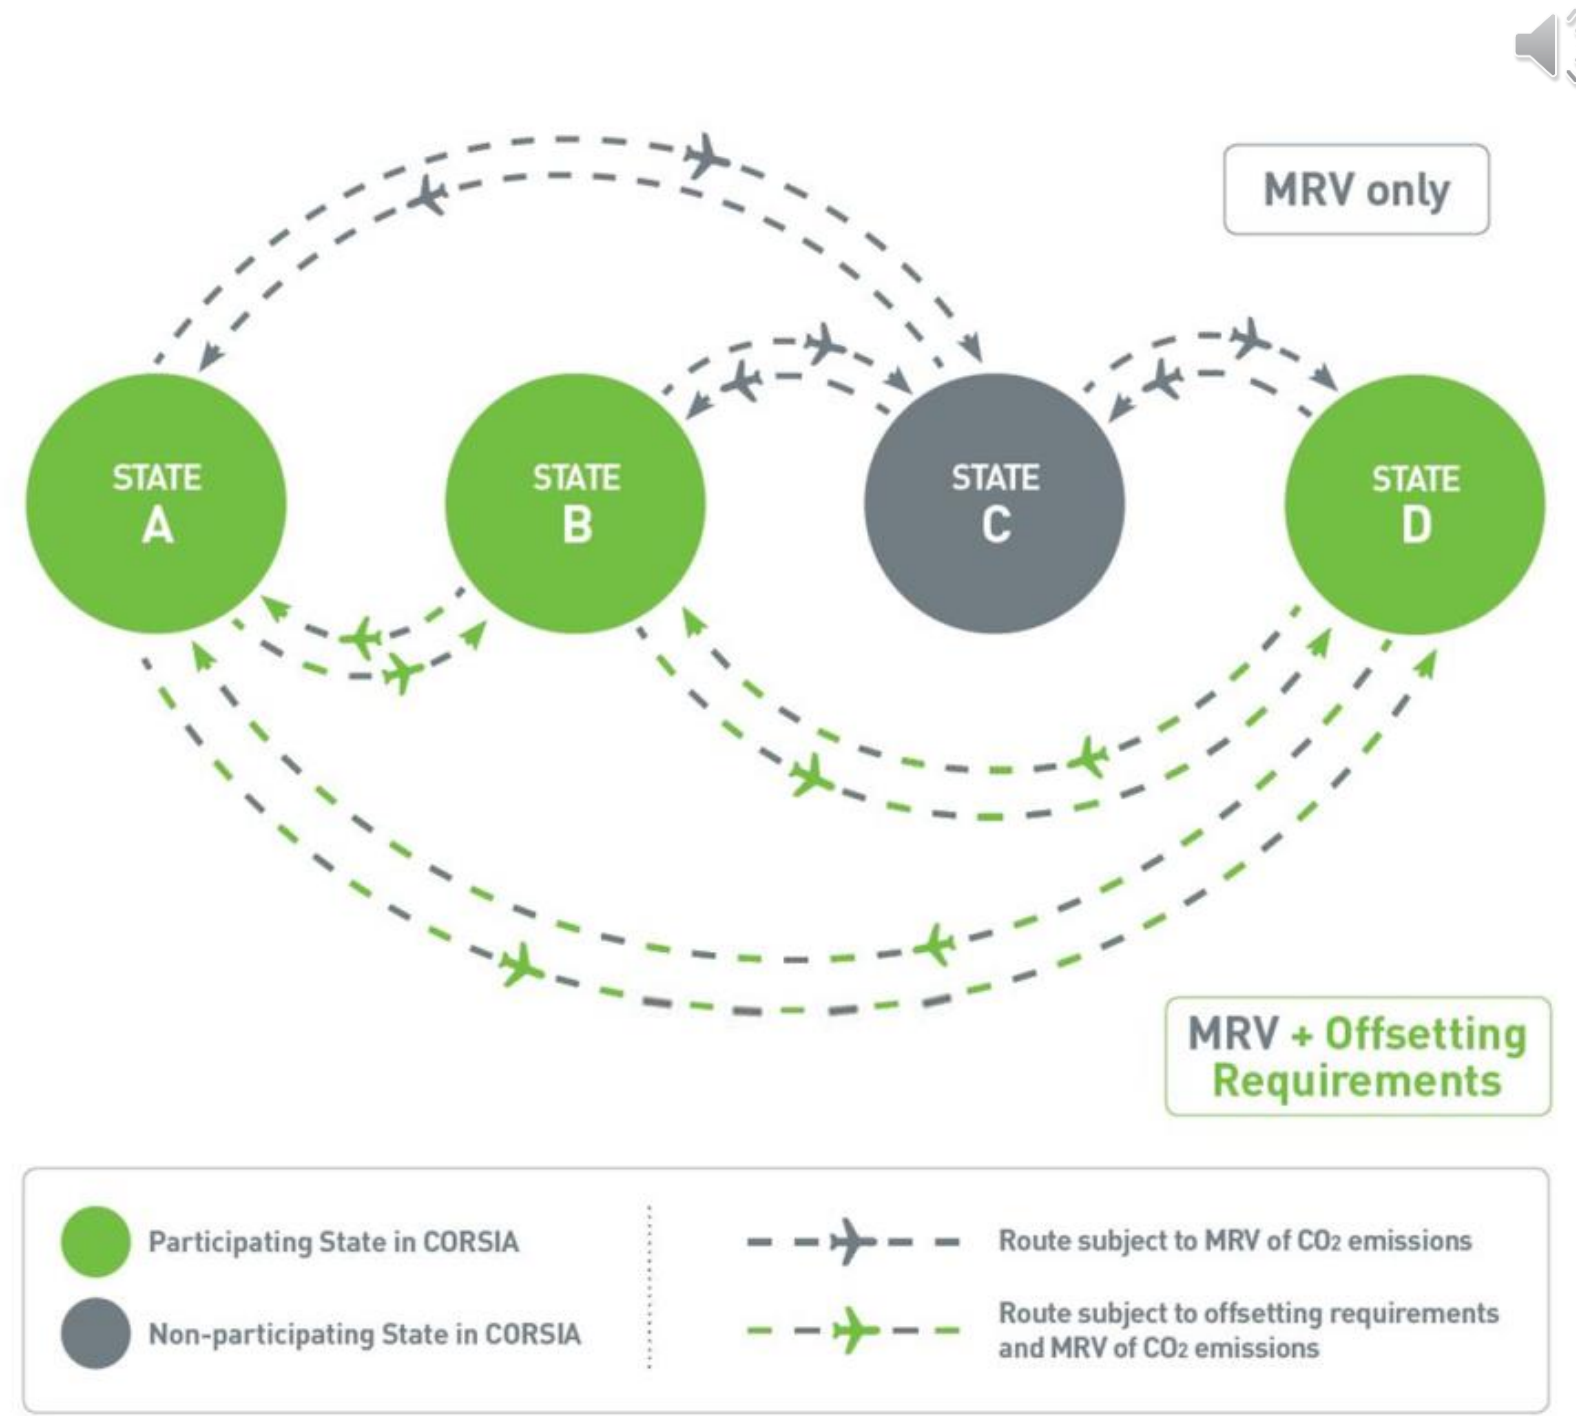 MRV only
STATE
A
STATE
B
STATE
C
STATE
D
MRV + Offsetting
Requirements
Participating State in CORSIA
Non-participating State in CORSIA
Route subject to MRV of CO2 emissions
Route subject to offsetting requirements
and MRV of CO2 emissions